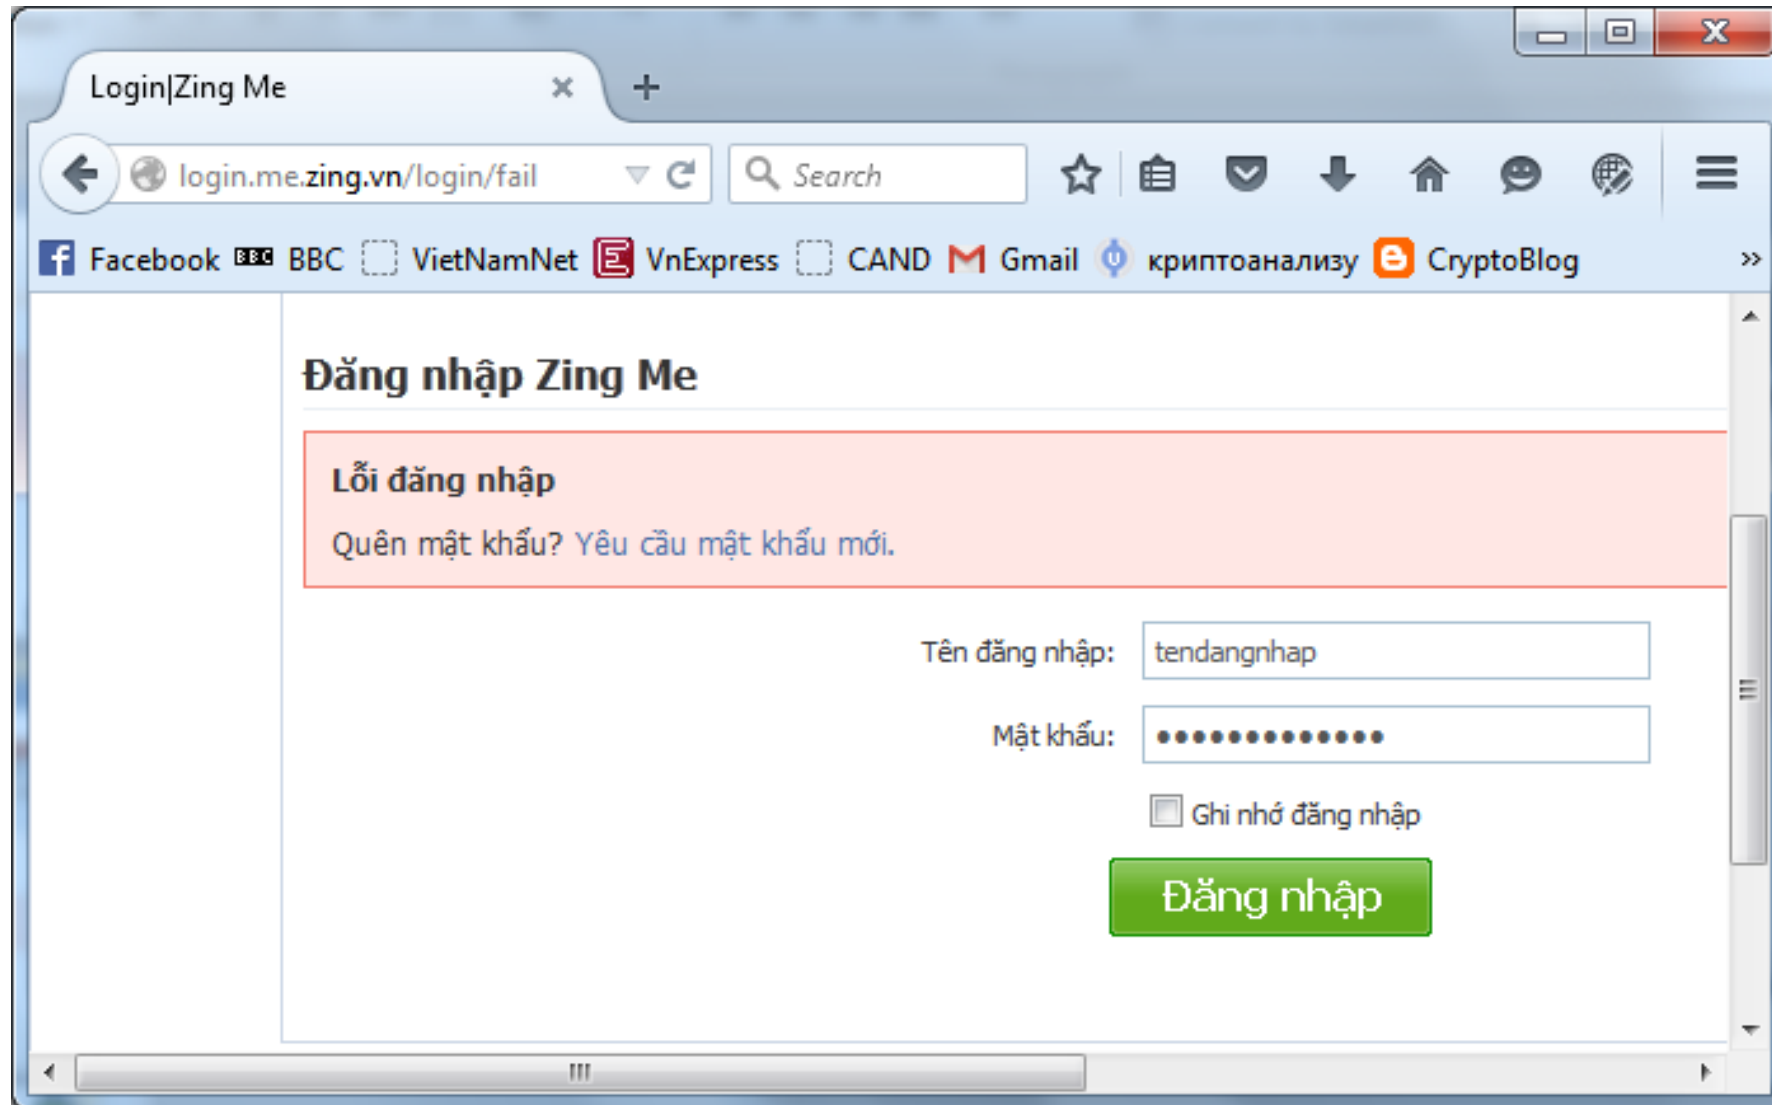 Login|Zing Me
login.me.zing.vn/login/fail Search
Facebook BBC BBC VietNamNet E VnExpress CAND Gmail криптоанализу CryptoBlog »
Đăng nhập Zing Me
Lỗi đăng nhập
Quên mật khẩu? Yêu cầu mật khẩu mới.
Tên đăng nhập: tendangnhap
Mật khẩu: •••••••••••••
Ghi nhớ đăng nhập
Đăng nhập